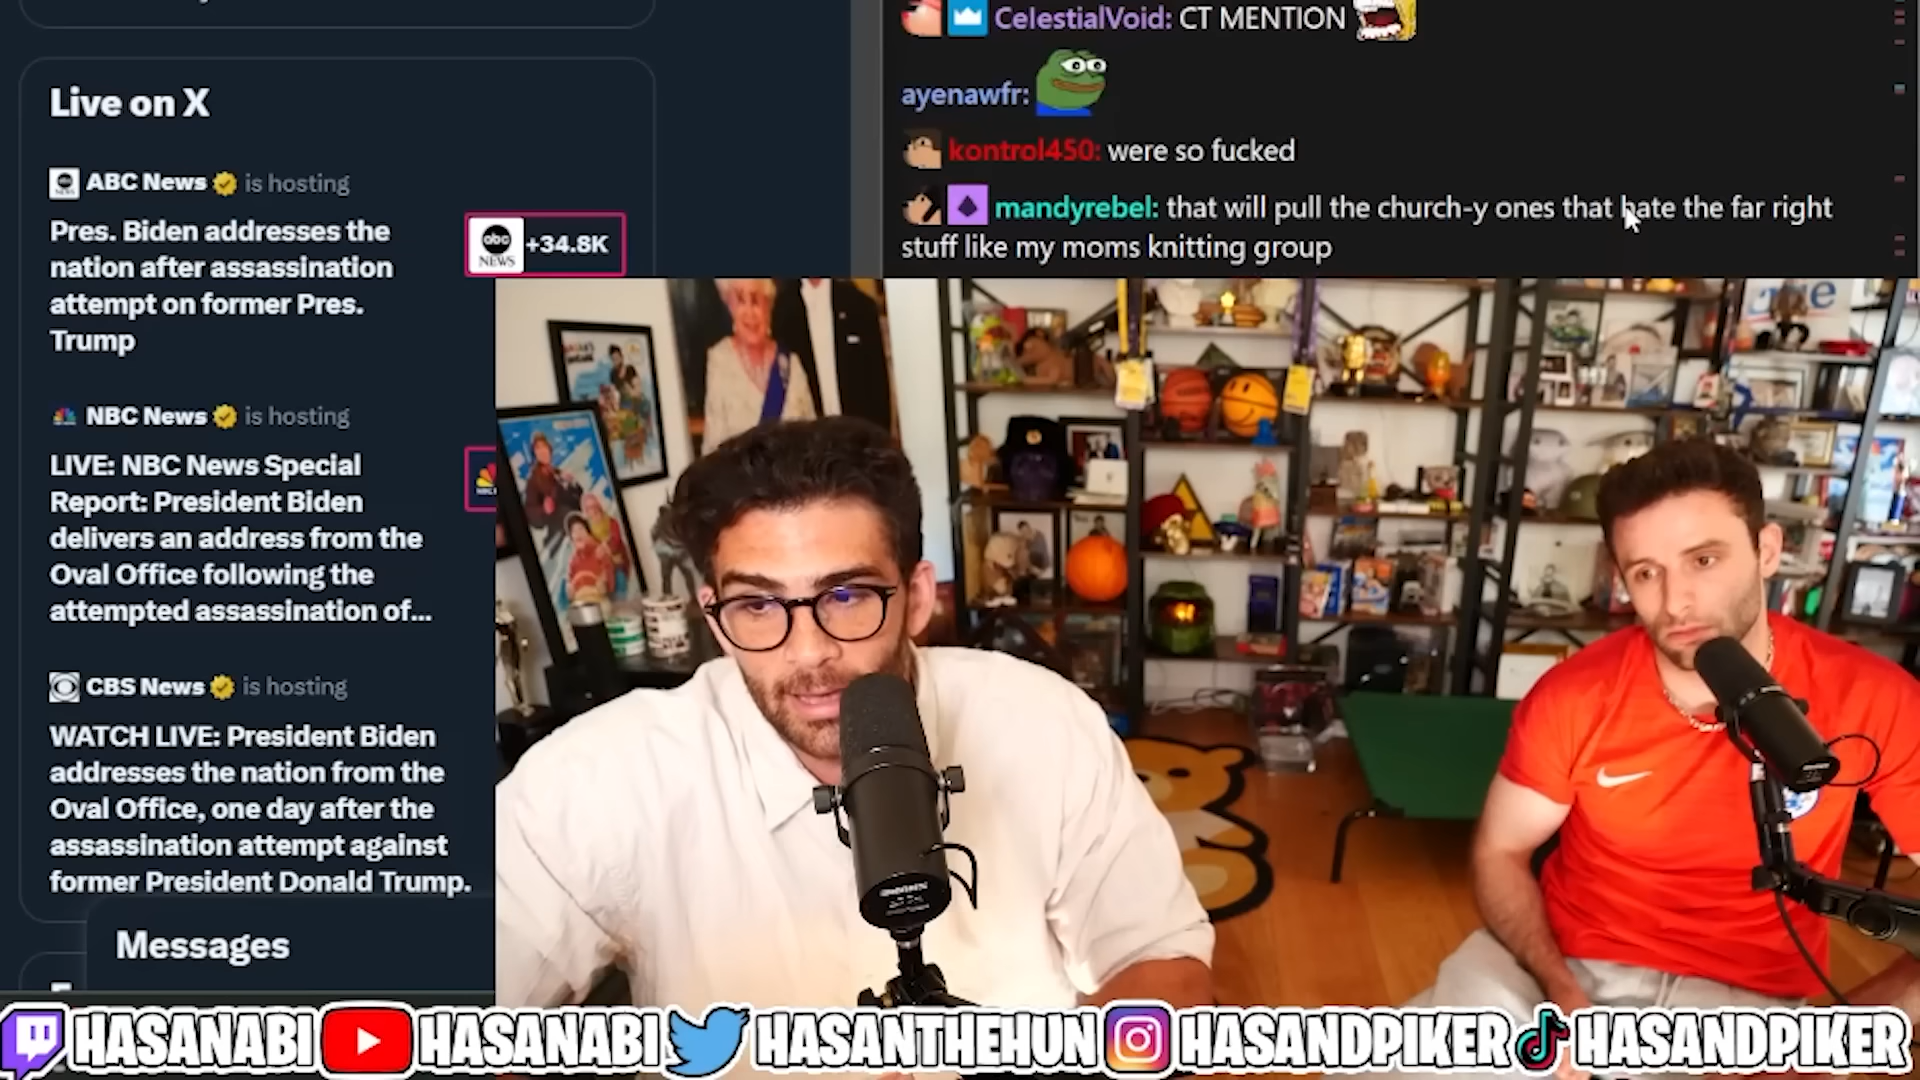 Live on X
ABC News is hosting
Pres. Biden addresses the
nation after assassination
attempt on former Pres.
Trump
abc
NEWS
+34.8K
NBC News is hosting
LIVE: NBC News Special
Report: President Biden
delivers an address from the
Oval Office following the
attempted assassination of...
CBS News is hosting
WATCH LIVE: President Biden
addresses the nation from the
Oval Office, one day after the
assassination attempt against
former President Donald Trump.
Messages
CelestialVoid: CT MENTION
ayenawfr:
kontrol450: were so fucked
mandyrebel: that will pull the church-y ones that hate the far right
stuff like my moms knitting group
HASANABI
HASANABI
HASANTHEHUN
HASANDPIKER
HASANDPIKER